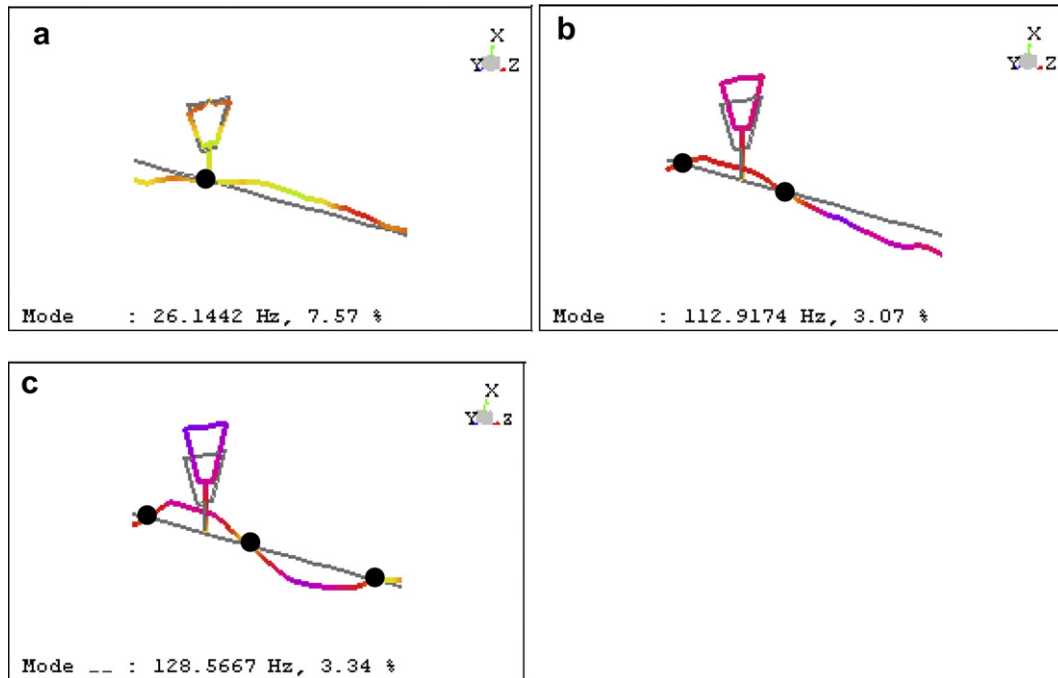 a
X
Y Z
Mode : 26.1442 Hz, 7.57 %
b
X
Y Z
Mode : 112.9174 Hz, 3.07 %
c
X
Y Z
Mode __ : 128.5667 Hz, 3.34 %